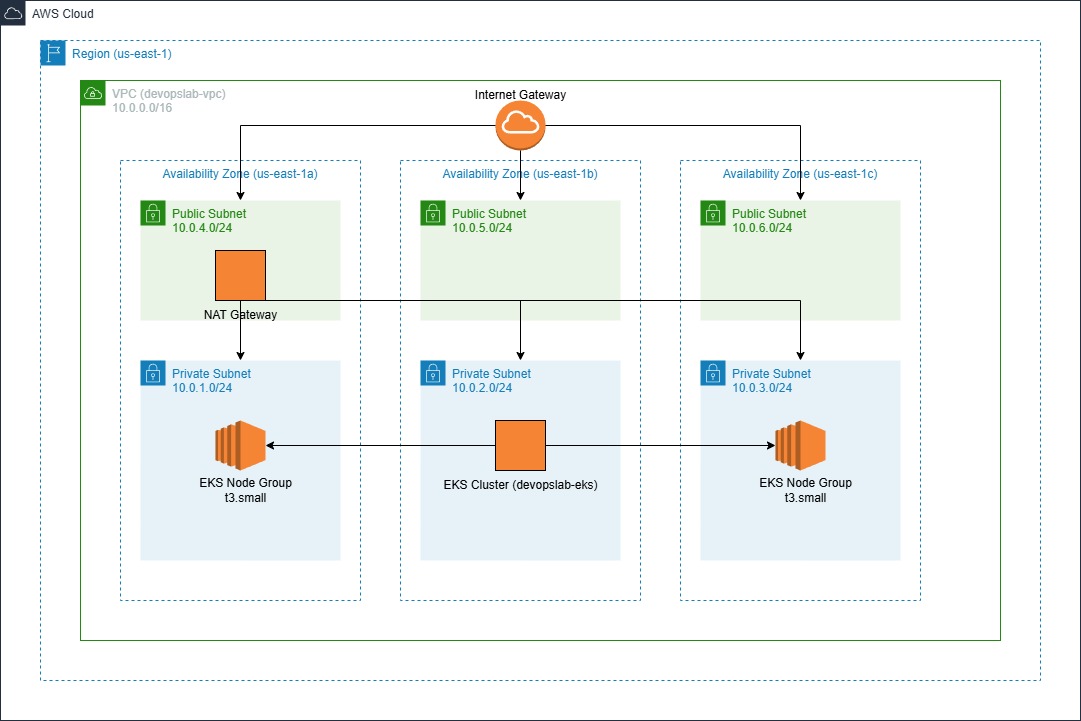 AWS Cloud
Region (us-east-1)
VPC (devopslab-vpc)
10.0.0.0/16
Internet Gateway
Availability Zone (us-east-1a)
Availability Zone (us-east-1b)
Availability Zone (us-east-1c)
Public Subnet
10.0.4.0/24
Public Subnet
10.0.5.0/24
Public Subnet
10.0.6.0/24
NAT Gateway
Private Subnet
10.0.1.0/24
Private Subnet
10.0.2.0/24
Private Subnet
10.0.3.0/24
EKS Node Group
t3.small
EKS Cluster (devopslab-eks)
EKS Node Group
t3.small